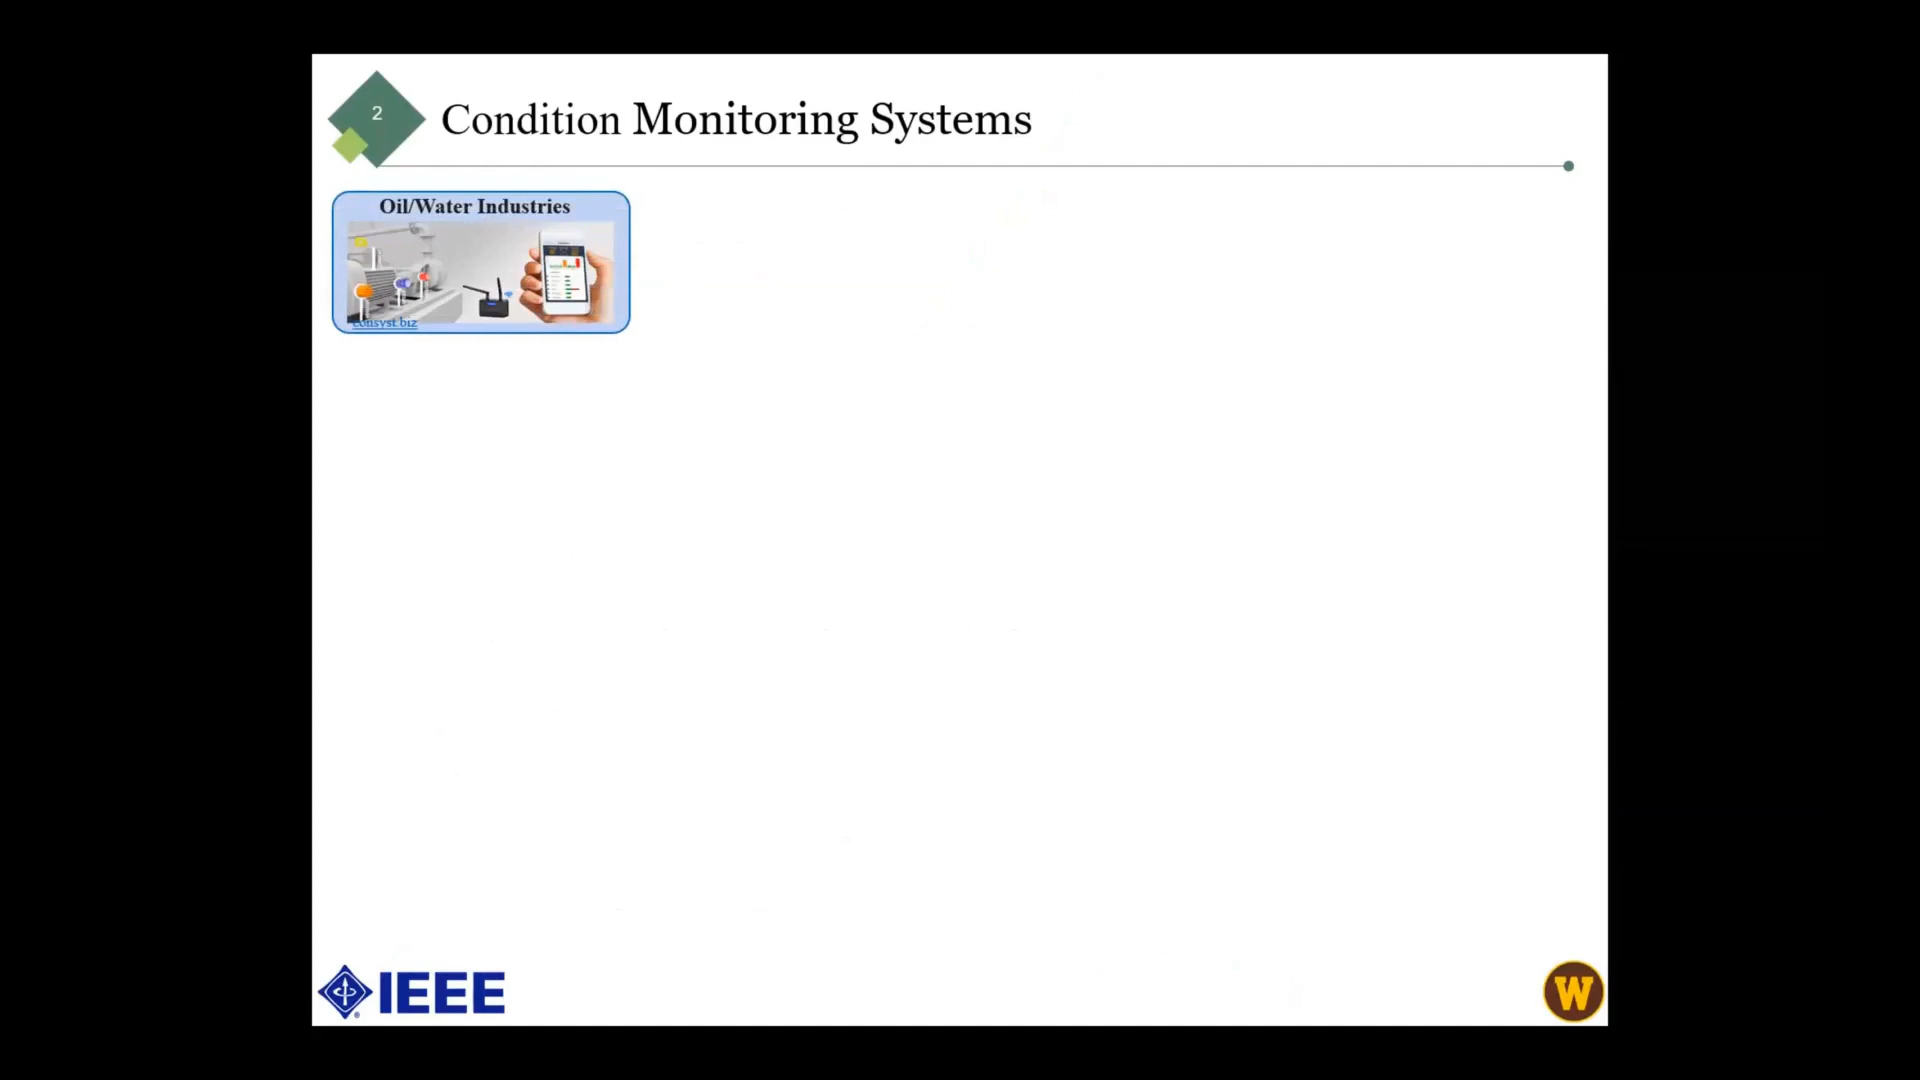 2
Condition Monitoring Systems
Oil/Water Industries
consyst.biz
IEEE
W